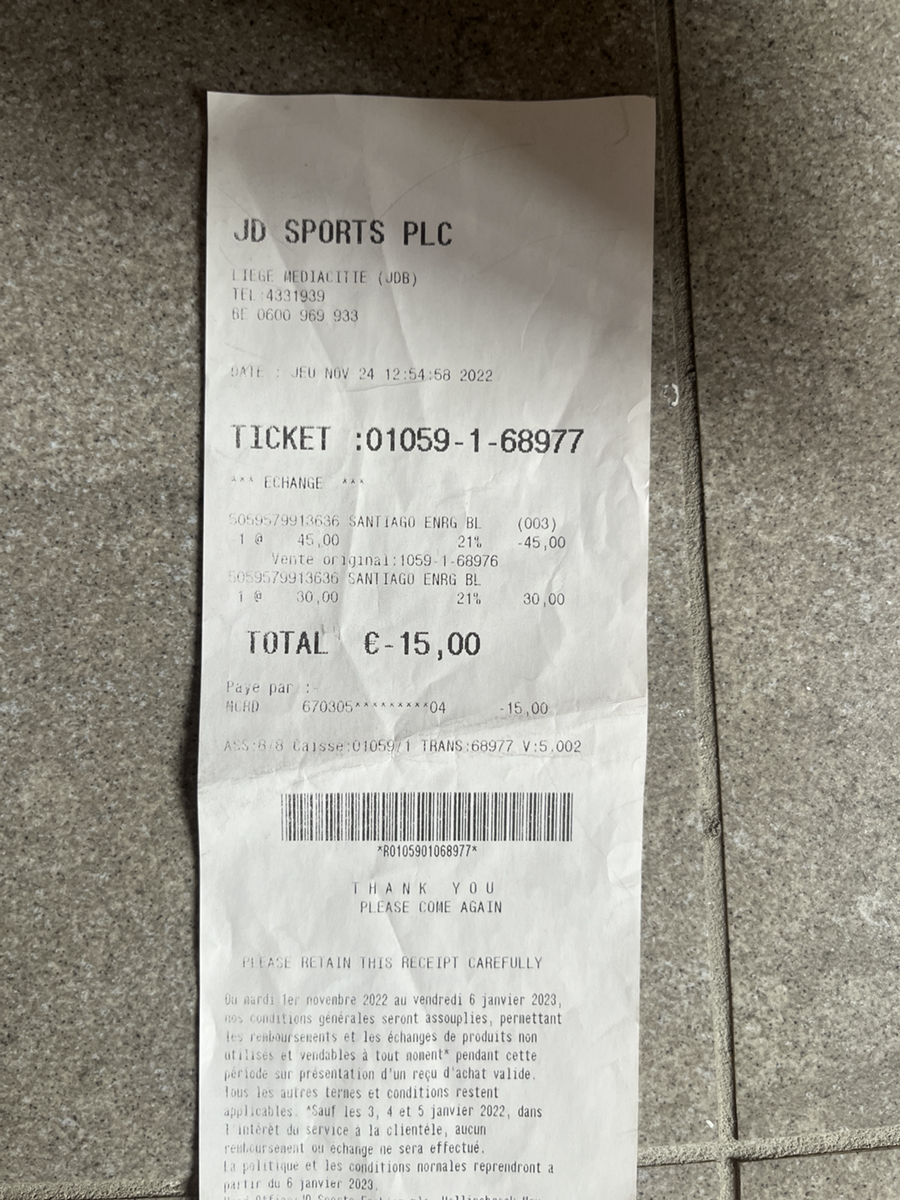 JD SPORTS PLC
LIEGE MEDIACITIE (JDB)
TEL:4331939
BE 0600 969 933
DATE : JEU NOV 24 12:54:58 2022
TICKET :01059-1-68977
*** ECHANGE ***
5059579913636 SANTIAGO ENRG BL (003)
1 @ 45,00 21% -45,00
Vente original:1059-1-68976
5059579913636 SANTIAGO ENRG BL
1 @ 30,00 21% 30,00
TOTAL €-15,00
Paye par :-
MCRD 670305*********04 -15,00
ASS:8/8 Caisse:01059/1 TRANS:68977 V:5.002
*R0105901068977*
THANK YOU
PLEASE COME AGAIN
PLEASE RETAIN THIS RECEIPT CAREFULLY
Du mardi 1er novembre 2022 au vendredi 6 janvier 2023,
nos conditions générales seront assouplies, permettant
les remboursements et les échanges de produits non
utilisés et vendables à tout moment* pendant cette
période sur présentation d'un reçu d'achat valide.
Tous les autres termes et conditions restent
applicables. *Sauf les 3, 4 et 5 janvier 2022, dans
l'intérêt du service à la clientèle, aucun
remboursement ou echange ne sera effectué.
La politique et les conditions normales reprendront a
partir du 6 janvier 2023.